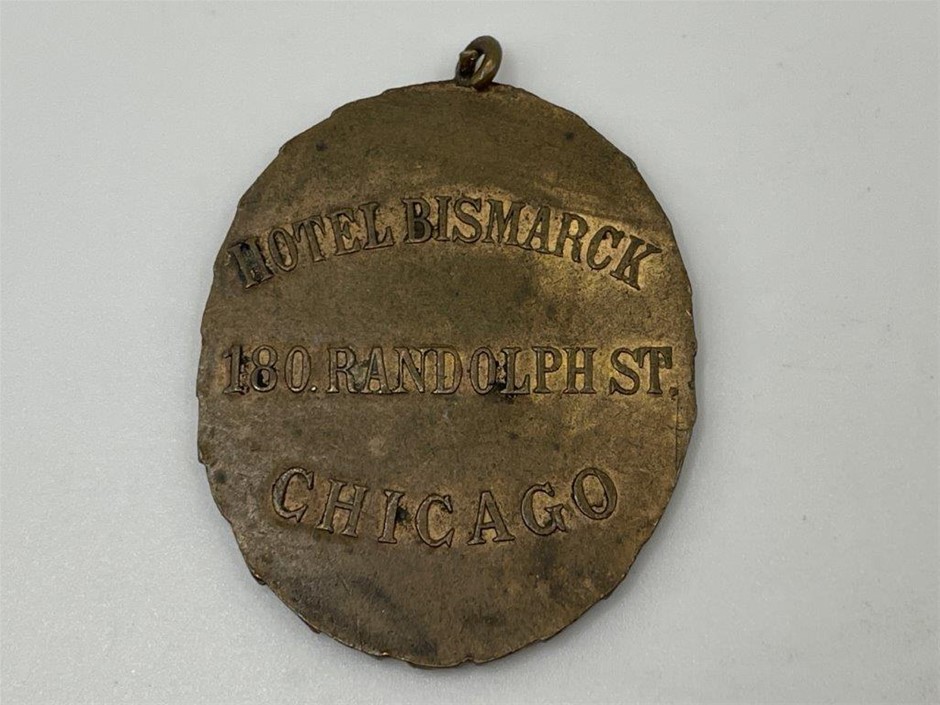 HOTEL BISMARCK
180. RANDOLPH ST.
CHICAGO